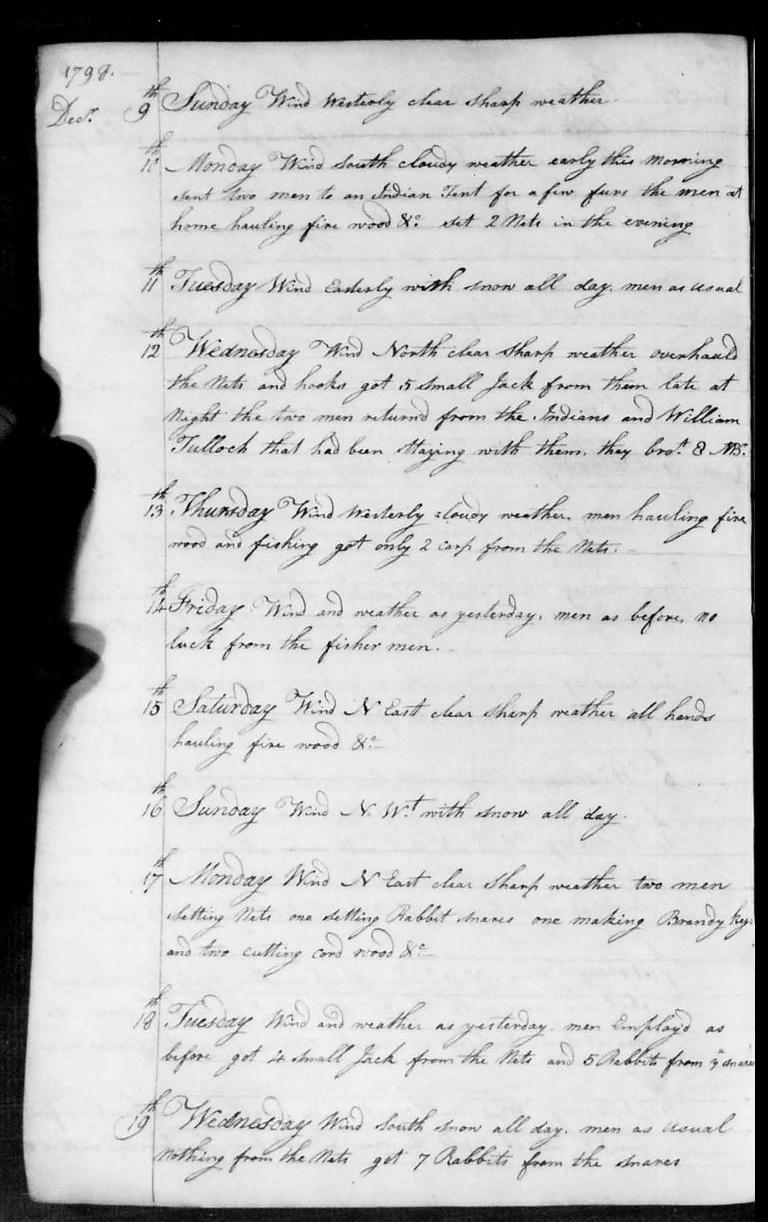 1798.
Decr. 9th Sunday Wind Westerly clear sharp weather.
10th Monday Wind South cloudy weather early this morning
sent two men to an Indian Tent for a few furs the men at
home hauling fire wood &c. set 2 Nets in the evening
11th Tuesday Wind Easterly with snow all day. men as usual
12th Wednesday Wind North clear sharp weather overhauld
the Nets and hooks got 5 small Jack from them late at
Night the two men returnd from the Indians and William
Tulloch that had been staying with them. they brot. 8 MB.
13th Thursday Wind Westerly cloudy weather. men hauling fire
wood and fishing got only 2 carp from the Nets.
14th Friday Wind and weather as yesterday. men as before. no
luck from the fisher men.
15th Saturday Wind N East clear sharp weather all hands
hauling fire wood &c
16th Sunday Wind N. Wt with snow all day.
17th Monday Wind N East clear sharp weather two men
setting Nets one setting Rabbit snares one making Brandy Keg
and two cutting cord wood &c
18th Tuesday Wind and weather as yesterday. men Employd as
before got 4 small Jack from the Nets and 5 Rabbits from ye snares
19th Wednesday Wind South snow all day. men as usual
nothing from the Nets got 7 Rabbits from the snares